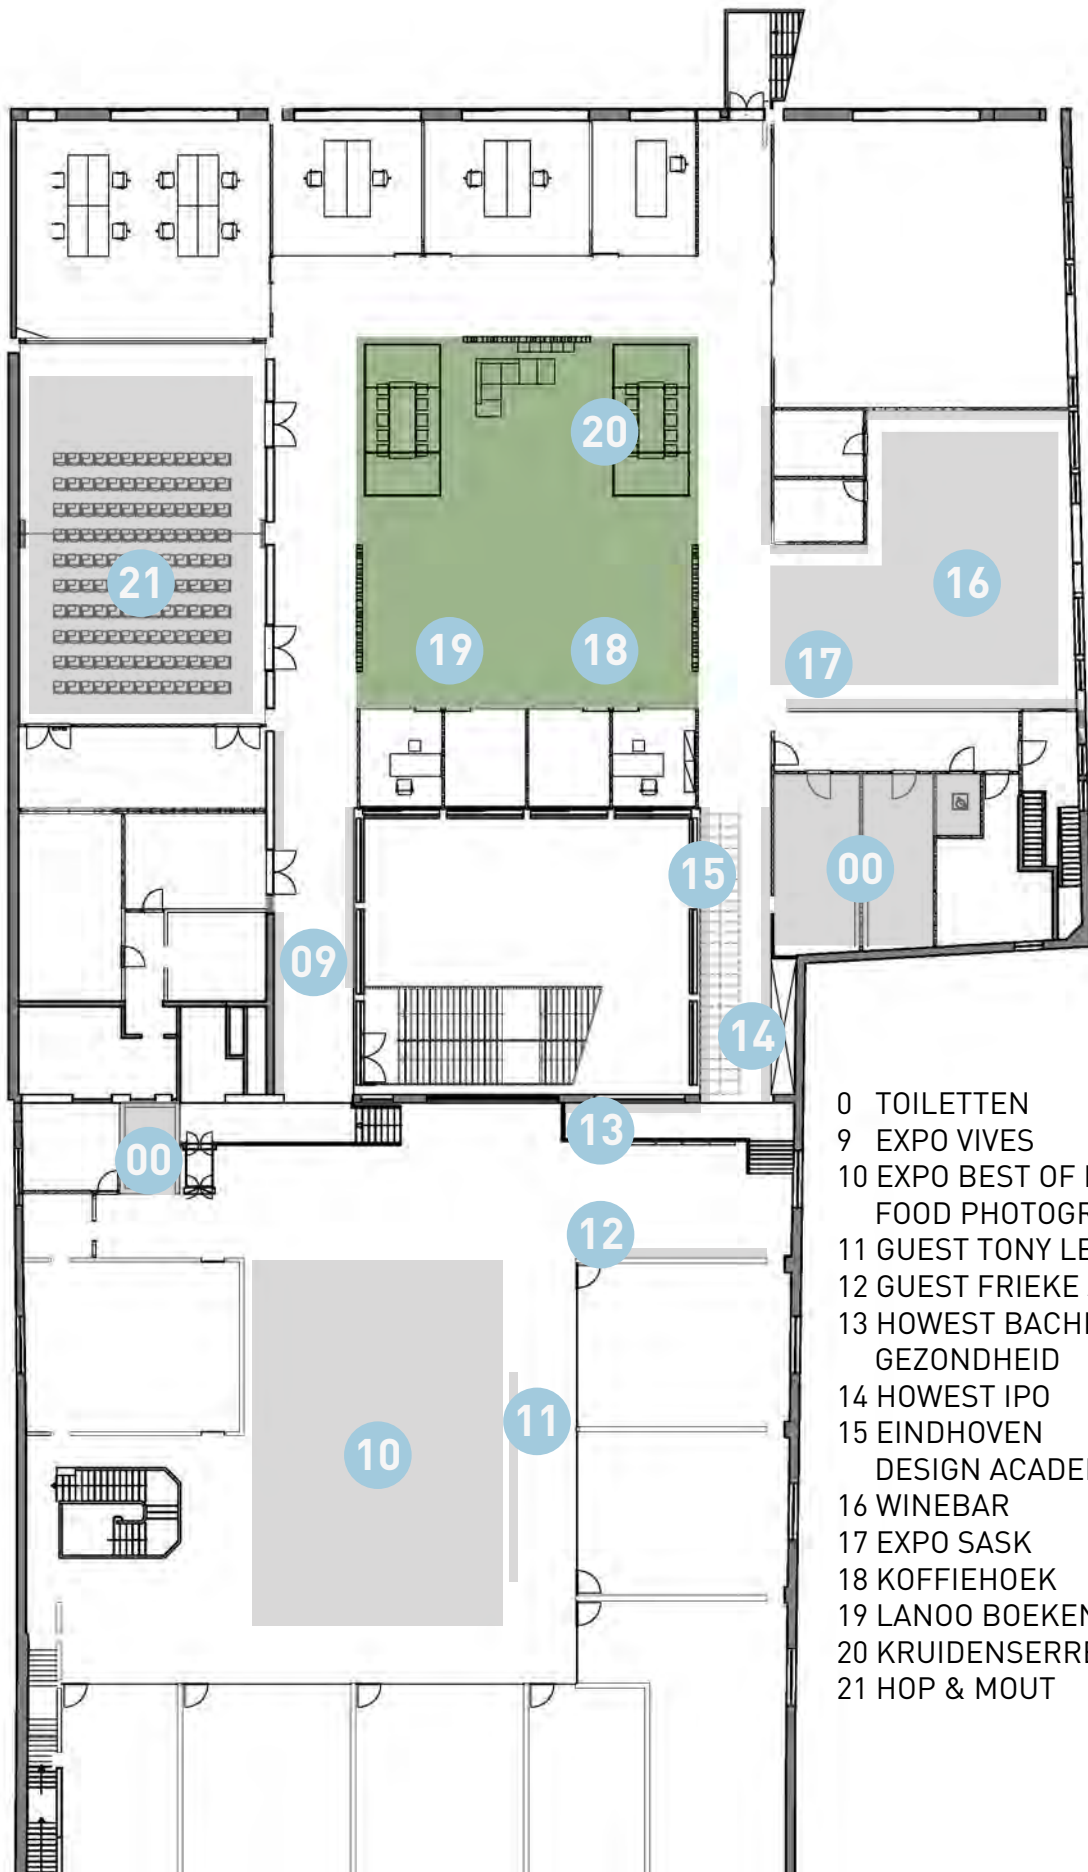 20
21
16
19
18
17
15
00
09
14
13
00
12
11
10
0 TOILETTEN
9 EXPO VIVES
10 EXPO BEST OF
FOOD
11 GUEST TONY
12 GUEST FRIEKE
13 HOWEST
GEZONDHEID
14 HOWEST IPO
15 EINDHOVEN
DESIGN
16 WINEBAR
17 EXPO SASK
18 KOFFIEHOEK
19 LANOO
20
21 HOP & MOUT